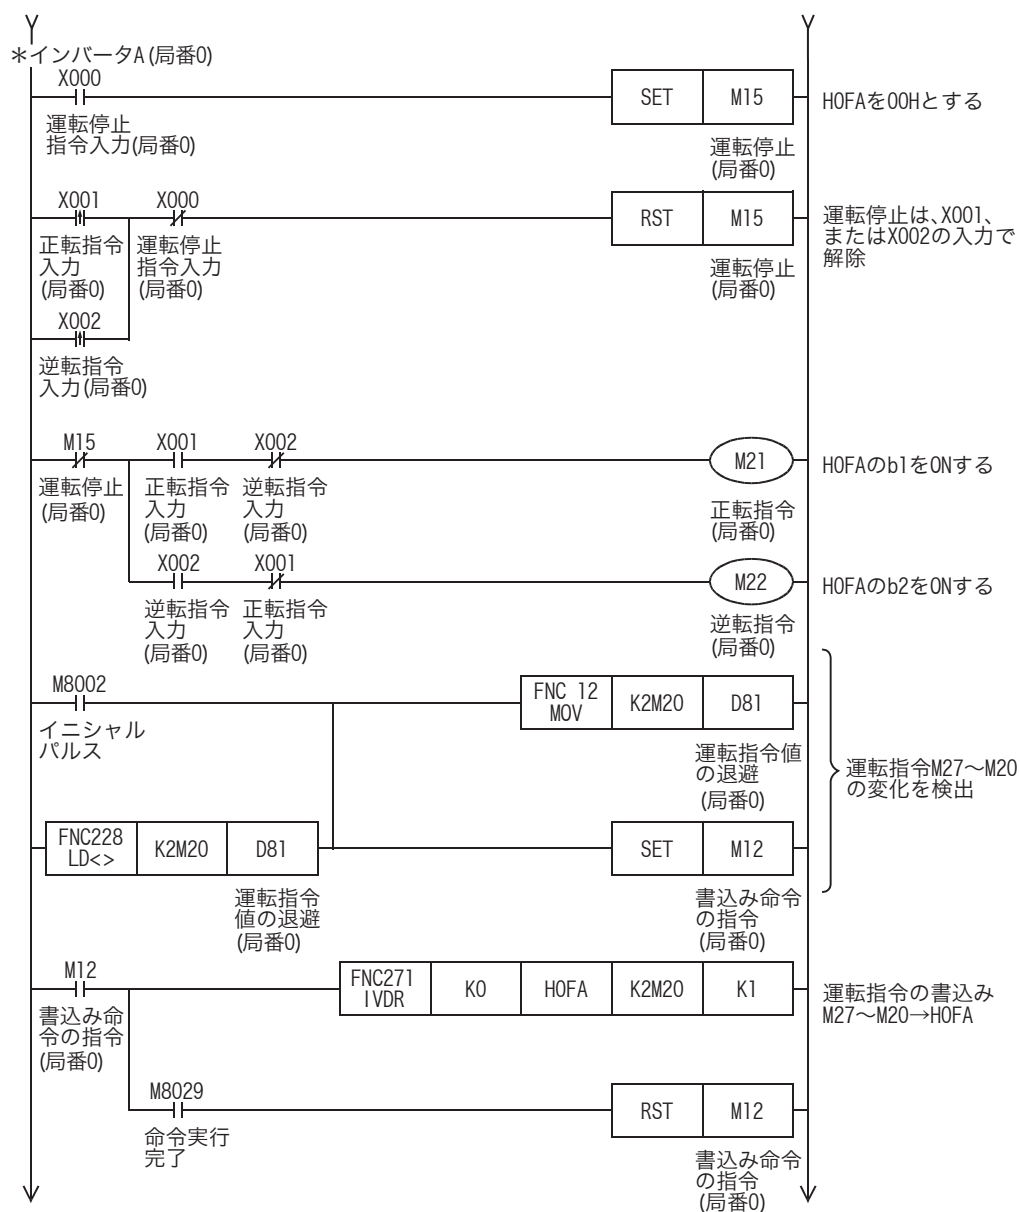 *インバータA(局番0)
X000
SET M15
H0FAを00Hとする
運転停止
指令入力(局番0)
運転停止
(局番0)
X001 X000
RST M15
正転指令
入力
(局番0)
運転停止
指令入力
(局番0)
運転停止
(局番0)
運転停止は、X001、
またはX002の入力で
解除
X002
逆転指令
入力(局番0)
M15 X001 X002
M21
H0FAのb1をONする
運転停止
(局番0)
正転指令
入力
(局番0)
逆転指令
入力
(局番0)
正転指令
(局番0)
X002 X001
M22
H0FAのb2をONする
逆転指令
入力
(局番0)
正転指令
入力
(局番0)
逆転指令
(局番0)
M8002
FNC 12
MOV
K2M20 D81
イニシャル
パルス
運転指令値
の退避
(局番0)
運転指令M27～M20
の変化を検出
FNC228
LD<>
K2M20 D81
SET M12
運転指令
値の退避
(局番0)
書込み命令
の指令
(局番0)
M12
FNC271
IVDR
K0 H0FA K2M20 K1
運転指令の書込み
M27～M20→H0FA
書込み命
令の指令
(局番0)
M8029
RST M12
命令実行
完了
書込み命令
の指令
(局番0)